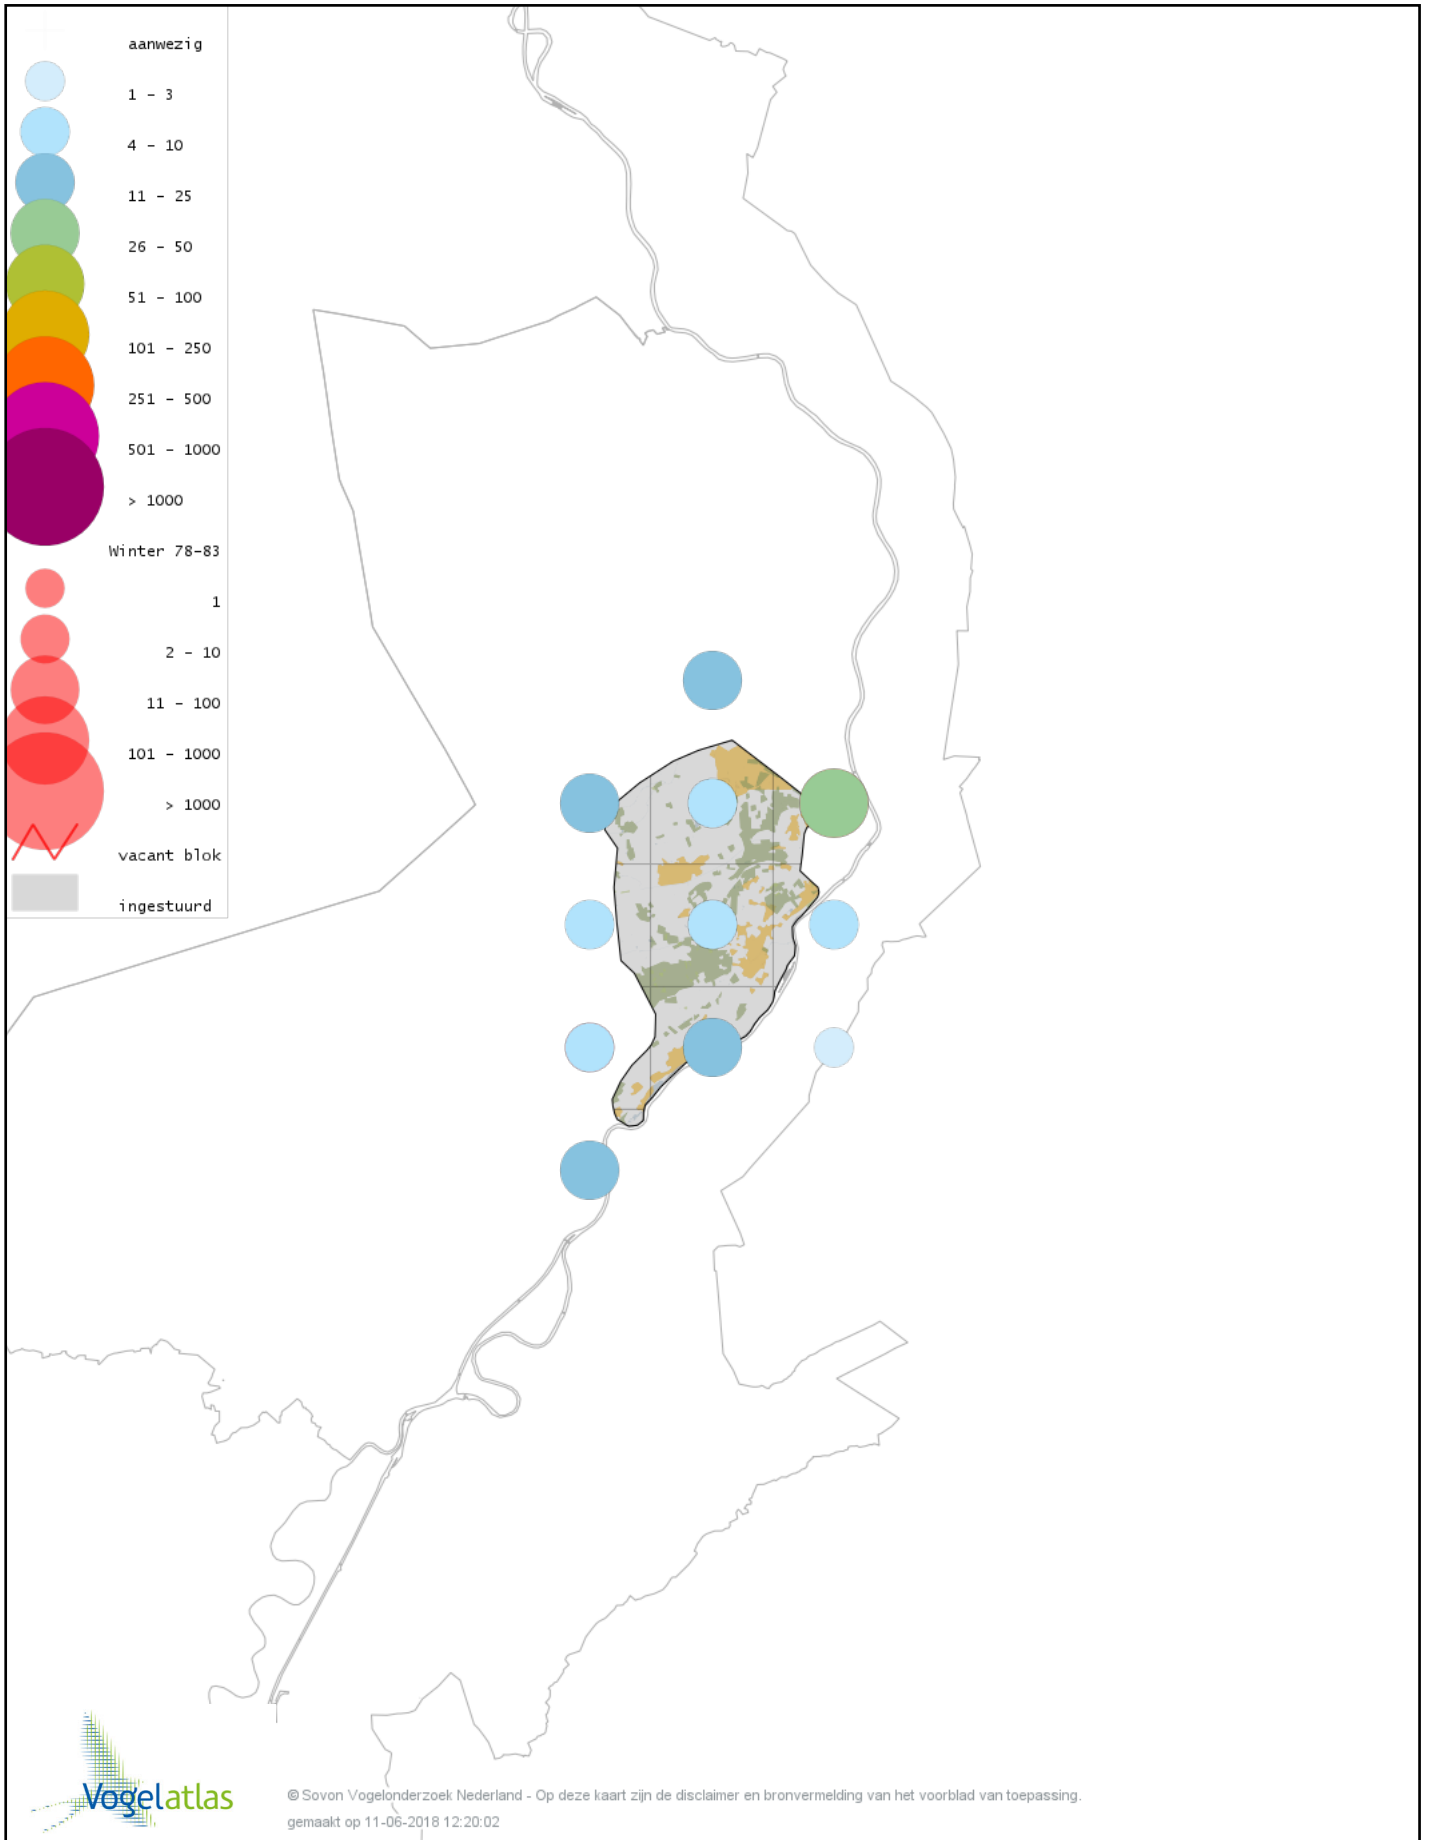 aanwezig
1 - 3
4 - 10
11 - 25
26 - 50
51 - 100
101 - 250
251 - 500
501 - 1000
> 1000
Winter 78-83
1
2 - 10
11 - 100
101 - 1000
> 1000
vacant blok
ingestuurd
Vogelatlas
© Sovon Vogelonderzoek Nederland - Op deze kaart zijn de disclaimer en bronvermelding van het voorblad van toepassing.
gemaakt op 11-06-2018 12:20:02